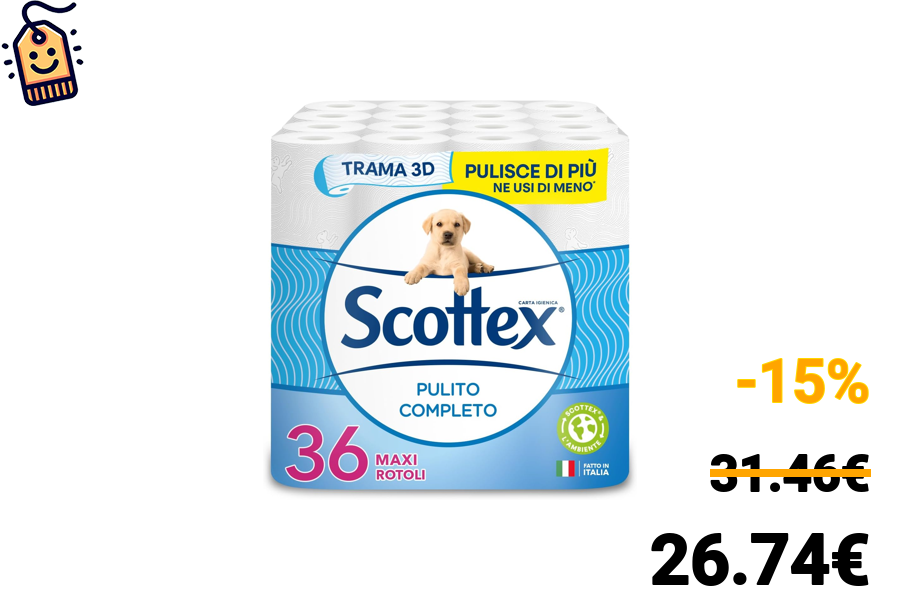 TRAMA 3D
PULISCE DI PIÙ
NE USI DI MENO*
CARTA IGIENICA
Scottex®
PULITO
COMPLETO
SCOTTEX®
L'AMBIENTE
36 MAXI
ROTOLI
FATTO IN
ITALIA
-15%
31.46€
26.74€